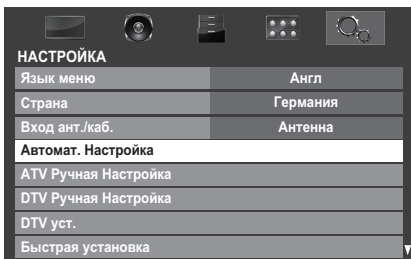 НАСТРОЙКА
Язык меню Англ
Страна Германия
Вход ант./каб. Антенна
Автомат. Настройка
ATV Ручная Настройка
DTV Ручная Настройка
DTV уст.
Быстрая установка